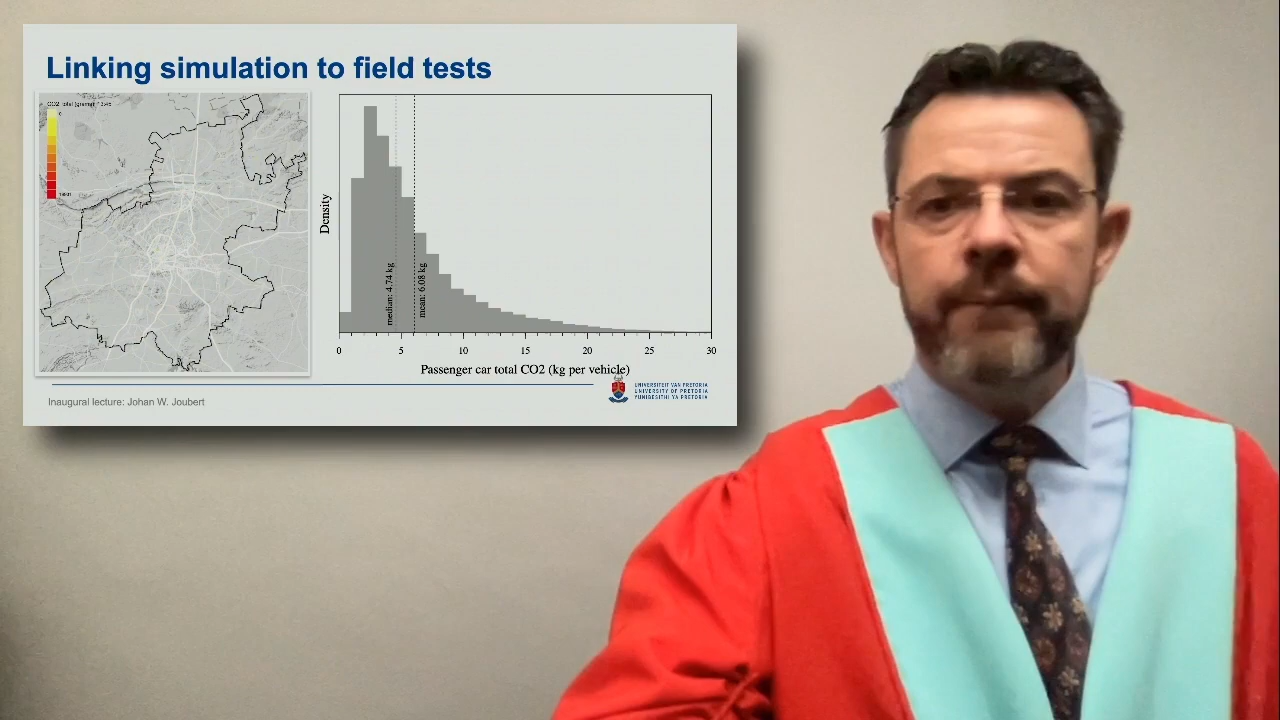 Linking simulation to field tests
CO2
0
Density
median: 4.74 kg
mean: 6.08 kg
0 5 10 15 20 25 30
Passenger car total CO2 (kg per vehicle)
Inaugural lecture: Johan W. Joubert
UNIVERSITEIT VAN PRETORIA
UNIVERSITY OF PRETORIA
YUNIBESITHI YA PRETORIA